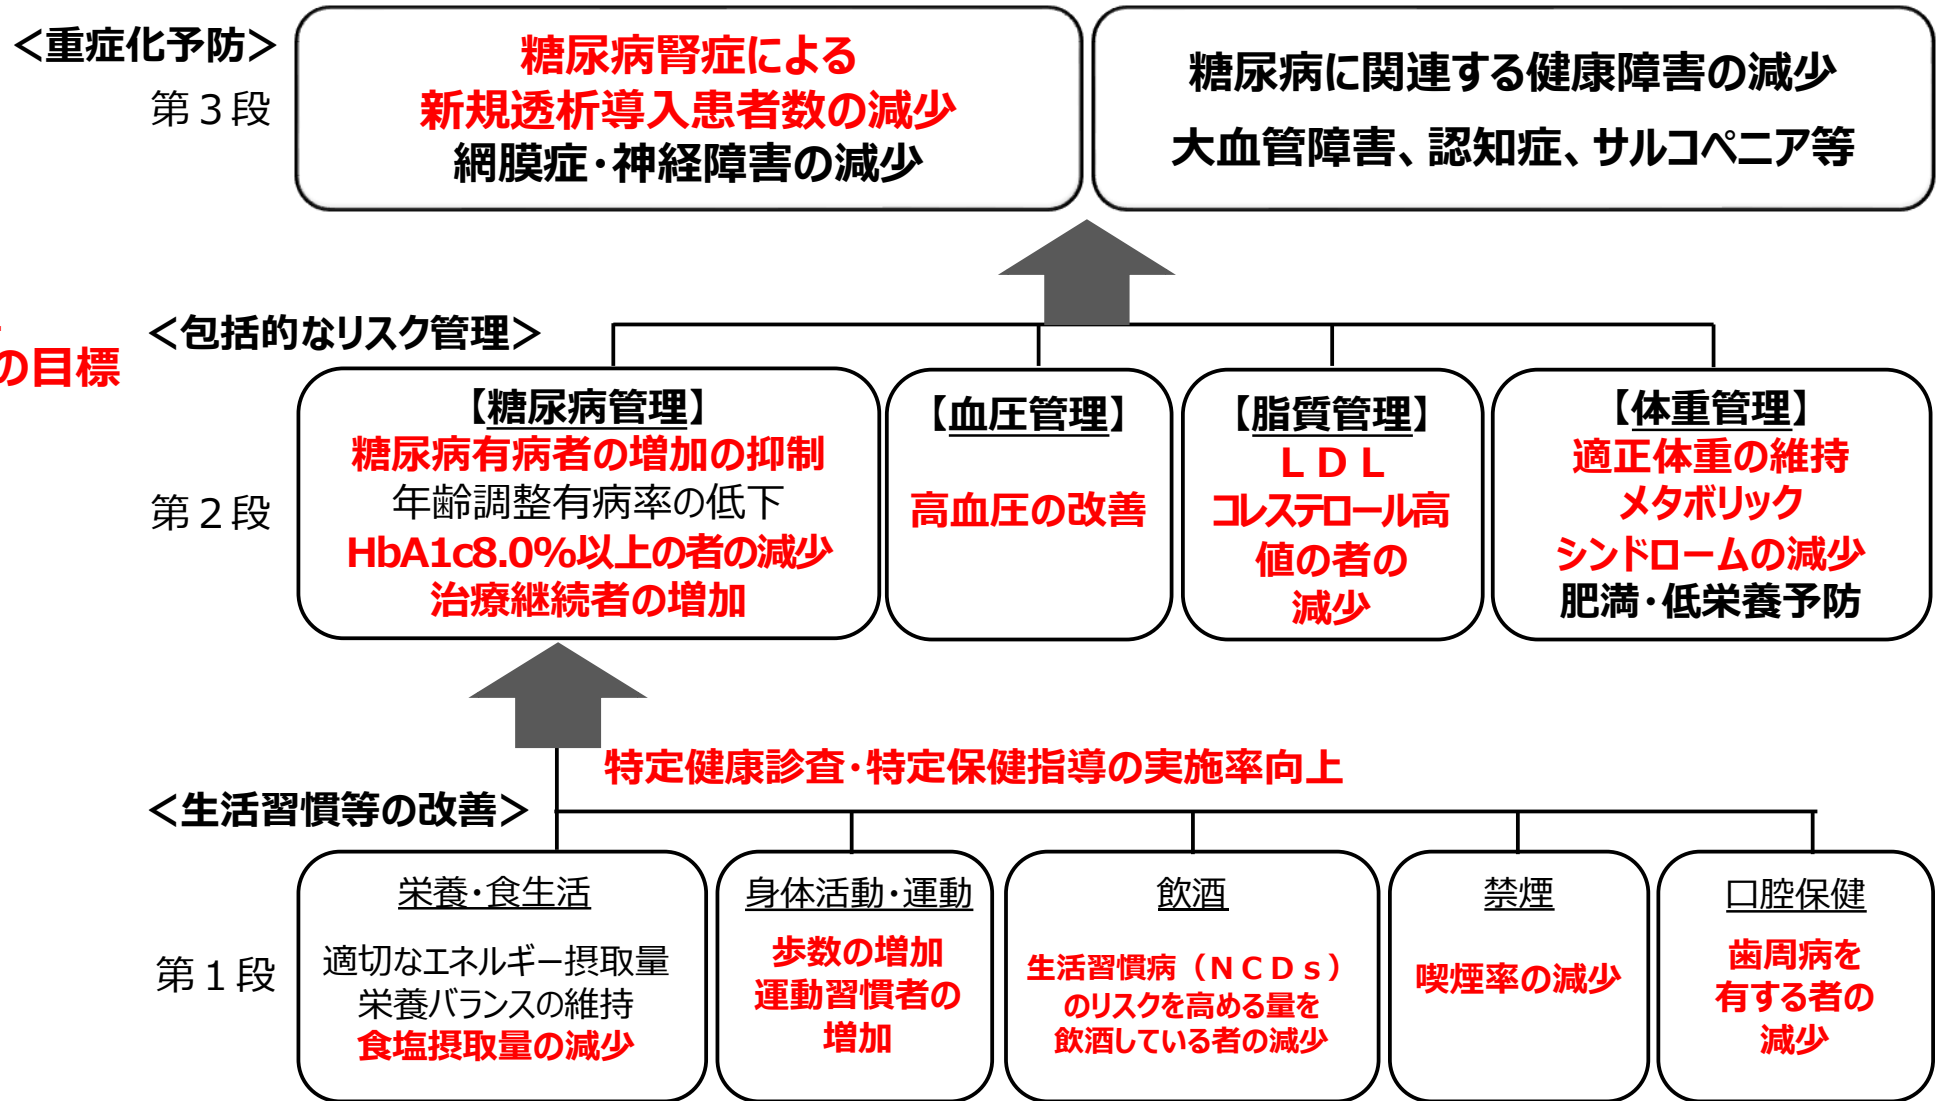 ＜重症化予防＞
第３段
糖尿病腎症による
新規透析導入患者数の減少
網膜症・神経障害の減少
糖尿病に関連する健康障害の減少
大血管障害、認知症、サルコペニア等
の目標
＜包括的なリスク管理＞
第２段
【糖尿病管理】
糖尿病有病者の増加の抑制
年齢調整有病率の低下
HbA1c8.0%以上の者の減少
治療継続者の増加
【血圧管理】
高血圧の改善
【脂質管理】
ＬＤＬ
コレステロール高
値の者の
減少
【体重管理】
適正体重の維持
メタボリック
シンドロームの減少
肥満・低栄養予防
特定健康診査・特定保健指導の実施率向上
＜生活習慣等の改善＞
第１段
栄養・食生活
適切なエネルギー摂取量
栄養バランスの維持
食塩摂取量の減少
身体活動・運動
歩数の増加
運動習慣者の
増加
飲酒
生活習慣病（ＮＣＤｓ）
のリスクを高める量を
飲酒している者の減少
禁煙
喫煙率の減少
口腔保健
歯周病を
有する者の
減少